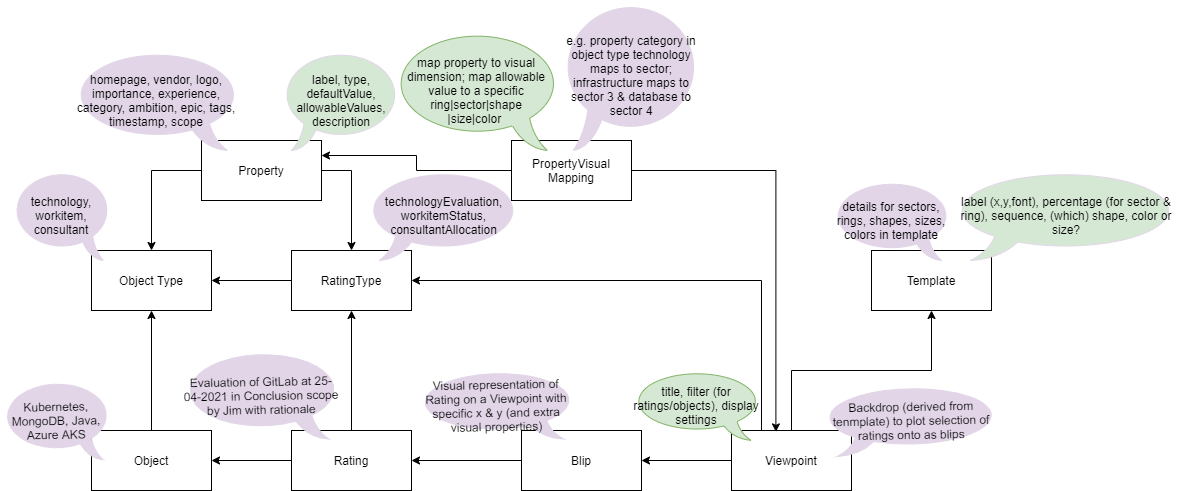 homepage, vendor, logo,
importance, experience,
category, ambition, epic, tags,
timestamp, scope
label, type,
defaultValue,
allowableValues,
description
map property to visual
dimension; map allowable
value to a specific
ring|sector|shape
|size|color
e.g. property category in
object type technology
maps to sector;
infrastructure maps to
sector 3 & database to
sector 4
Property
PropertyVisual
Mapping
technology,
workitem,
consultant
technologyEvaluation,
workitemStatus,
consultantAllocation
details for sectors,
rings, shapes, sizes,
colors in template
label (x,y,font), percentage (for sector &
ring), sequence, (which) shape, color or
size?
Object Type
RatingType
Template
Kubernetes,
MongoDB, Java,
Azure AKS
Evaluation of GitLab at 25-
04-2021 in Conclusion scope
by Jim with rationale
Visual representation of
Rating on a Viewpoint with
specific x & y (and extra
visual properties)
title, filter (for
ratings/objects), display
settings
Backdrop (derived from
tenmplate) to plot selection of
ratings onto as blips
Object
Rating
Blip
Viewpoint